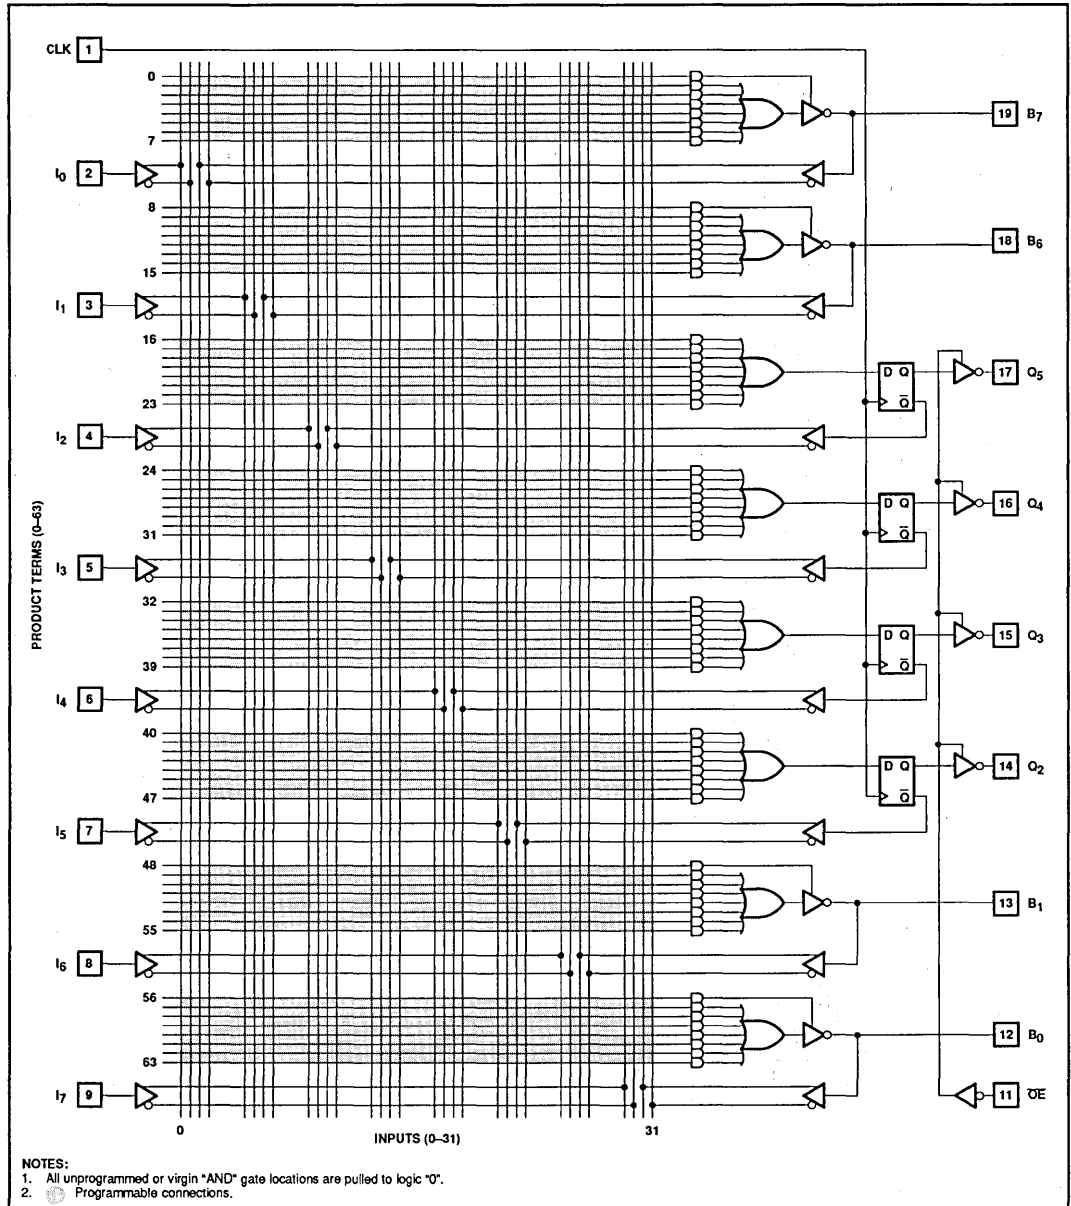 CLK 1
0
7
19 B7
I0 2
8
15
18 B6
I1 3
16
23
D Q
Q̅
17 Q5
I2 4
24
31
D Q
Q̅
16 Q4
PRODUCT TERMS (0–63)
I3 5
32
39
D Q
Q̅
15 Q3
I4 6
40
47
D Q
Q̅
14 Q2
I5 7
48
55
13 B1
I6 8
56
63
12 B0
I7 9
11 O̅E̅
0
INPUTS (0–31)
31
NOTES:
1. All unprogrammed or virgin "AND" gate locations are pulled to logic "0".
2. Programmable connections.